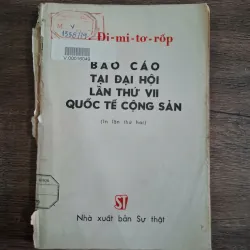 Đi-mi-tơ-rốp
BÁO CÁO
TẠI ĐẠI HỘI
LẦN THỨ VII
QUỐC TẾ CỘNG SẢN
(In lần thứ hai)
ST
Nhà xuất bản Sự thật